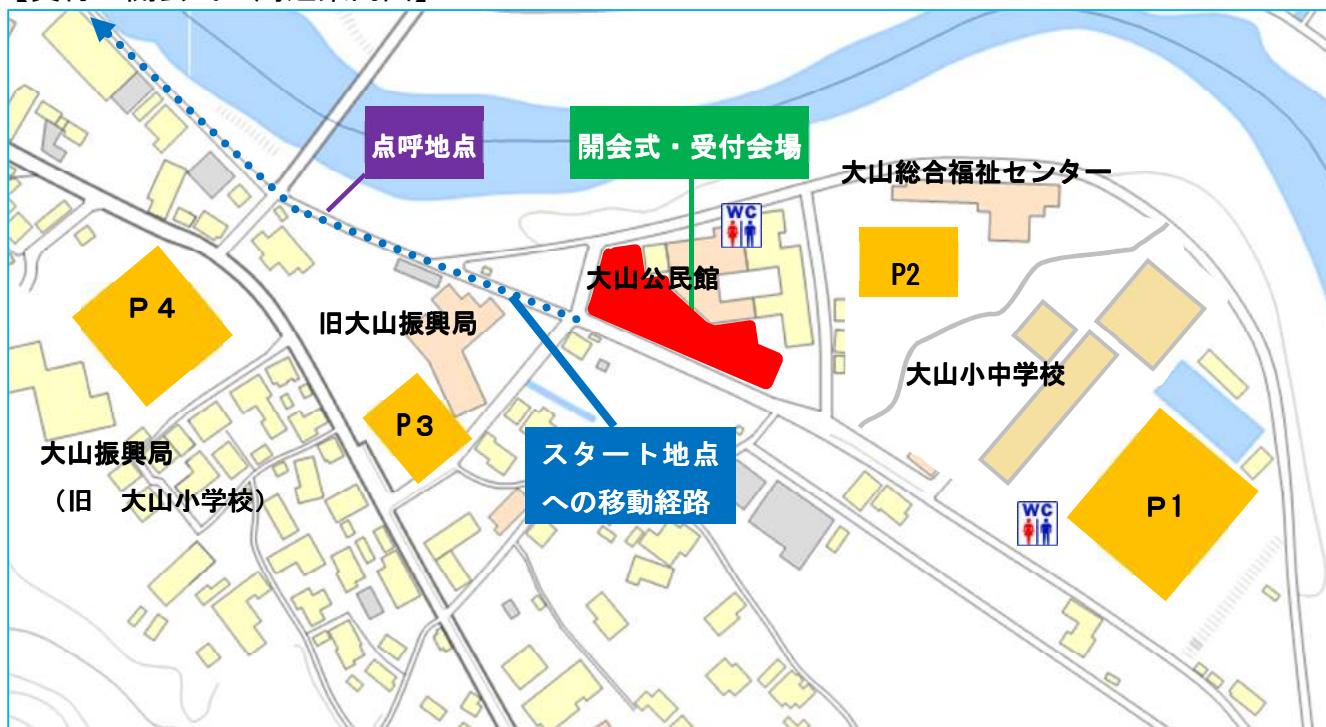 点呼地点
開会式・受付会場
大山総合福祉センター
WC
大山公民館
P2
P４
旧大山振興局
大山小中学校
P３
大山振興局
（旧　大山小学校）
スタート地点
への移動経路
WC
P1